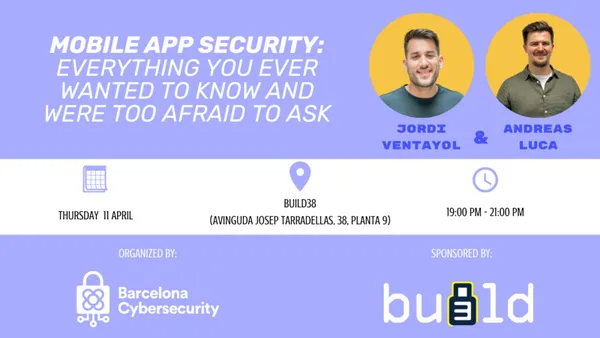 MOBILE APP SECURITY:
EVERYTHING YOU EVER
WANTED TO KNOW AND
WERE TOO AFRAID TO ASK
JORDI
VENTAYOL
&
ANDREAS
LUCA
THURSDAY 11 APRIL
BUILD38
(AVINGUDA JOSEP TARRADELLAS, 38, PLANTA 9)
19:00 PM - 21:00 PM
ORGANIZED BY:
Barcelona
Cybersecurity
SPONSORED BY:
bu3ld